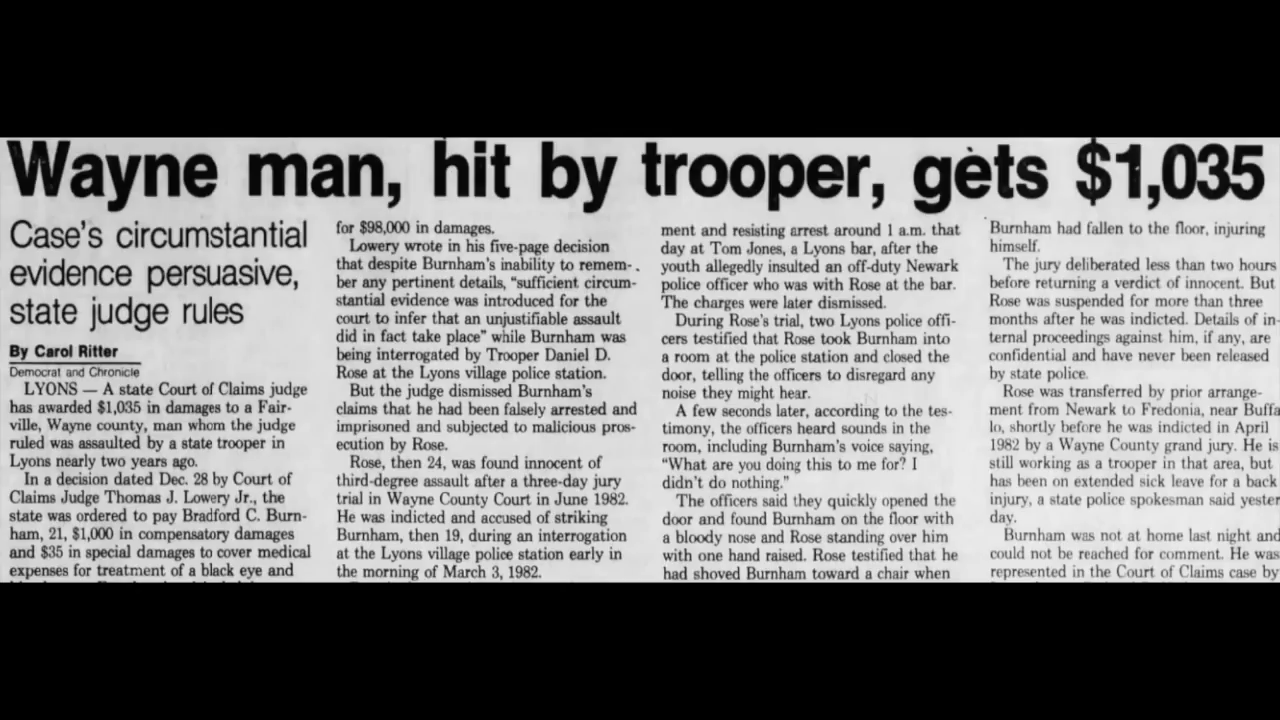 Wayne man, hit by trooper, gets $1,035
Case's circumstantial
evidence persuasive,
state judge rules
By Carol Ritter
Democrat and Chronicle
LYONS — A state Court of Claims judge
has awarded $1,035 in damages to a Fair-
ville, Wayne county, man whom the judge
ruled was assaulted by a state trooper in
Lyons nearly two years ago.
In a decision dated Dec. 28 by Court of
Claims Judge Thomas J. Lowery Jr., the
state was ordered to pay Bradford C. Burn-
ham, 21, $1,000 in compensatory damages
and $35 in special damages to cover medical
expenses for treatment of a black eye and
for $98,000 in damages.
Lowery wrote in his five-page decision
that despite Burnham's inability to remem-
ber any pertinent details, "sufficient circum-
stantial evidence was introduced for the
court to infer that an unjustifiable assault
did in fact take place" while Burnham was
being interrogated by Trooper Daniel D.
Rose at the Lyons village police station.
But the judge dismissed Burnham's
claims that he had been falsely arrested and
imprisoned and subjected to malicious pros-
ecution by Rose.
Rose, then 24, was found innocent of
third-degree assault after a three-day jury
trial in Wayne County Court in June 1982.
He was indicted and accused of striking
Burnham, then 19, during an interrogation
at the Lyons village police station early in
the morning of March 3, 1982.
ment and resisting arrest around 1 a.m. that
day at Tom Jones, a Lyons bar, after the
youth allegedly insulted an off-duty Newark
police officer who was with Rose at the bar.
The charges were later dismissed.
During Rose's trial, two Lyons police offi-
cers testified that Rose took Burnham into
a room at the police station and closed the
door, telling the officers to disregard any
noise they might hear.
A few seconds later, according to the tes-
timony, the officers heard sounds in the
room, including Burnham's voice saying,
"What are you doing this to me for? I
didn't do nothing."
The officers said they quickly opened the
door and found Burnham on the floor with
a bloody nose and Rose standing over him
with one hand raised. Rose testified that he
had shoved Burnham toward a chair when
Burnham had fallen to the floor, injuring
himself.
The jury deliberated less than two hours
before returning a verdict of innocent. But
Rose was suspended for more than three
months after he was indicted. Details of in-
ternal proceedings against him, if any, are
confidential and have never been released
by state police.
Rose was transferred by prior arrange-
ment from Newark to Fredonia, near Buffa
lo, shortly before he was indicted in April
1982 by a Wayne County grand jury. He is
still working as a trooper in that area, but
has been on extended sick leave for a back
injury, a state police spokesman said yester
day.
Burnham was not at home last night and
could not be reached for comment. He was
represented in the Court of Claims case by